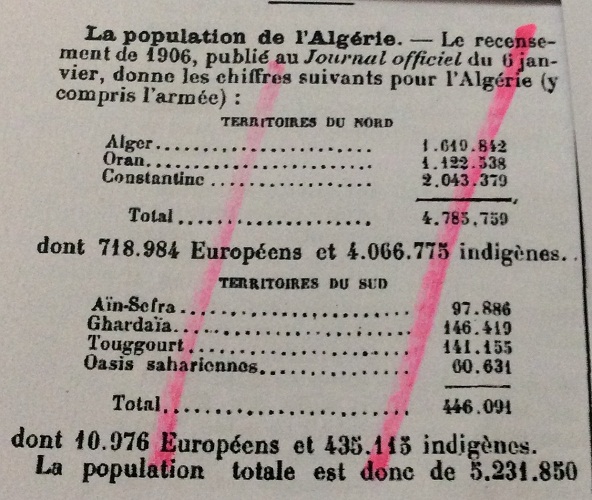 La population de l'Algérie. — Le recense-
ment de 1906, publié au Journal officiel du 6 jan-
vier, donne les chiffres suivants pour l'Algérie (y
compris l'armée) :
TERRITOIRES DU NORD
Alger........................ 1.619.842
Oran........................ 1.122.538
Constantine .................. 2.043.379
Total ..................... 4.785.759
dont 718.984 Européens et 4.066.775 indigènes.
TERRITOIRES DU SUD
Aïn-Sefra........................ 97.886
Ghardaïa........................ 146.419
Touggourt....................... 141.155
Oasis sahariennes................ 60.631
Total......................... 446.091
dont 10.976 Européens et 435.115 indigènes.
La population totale est donc de 5.231.850